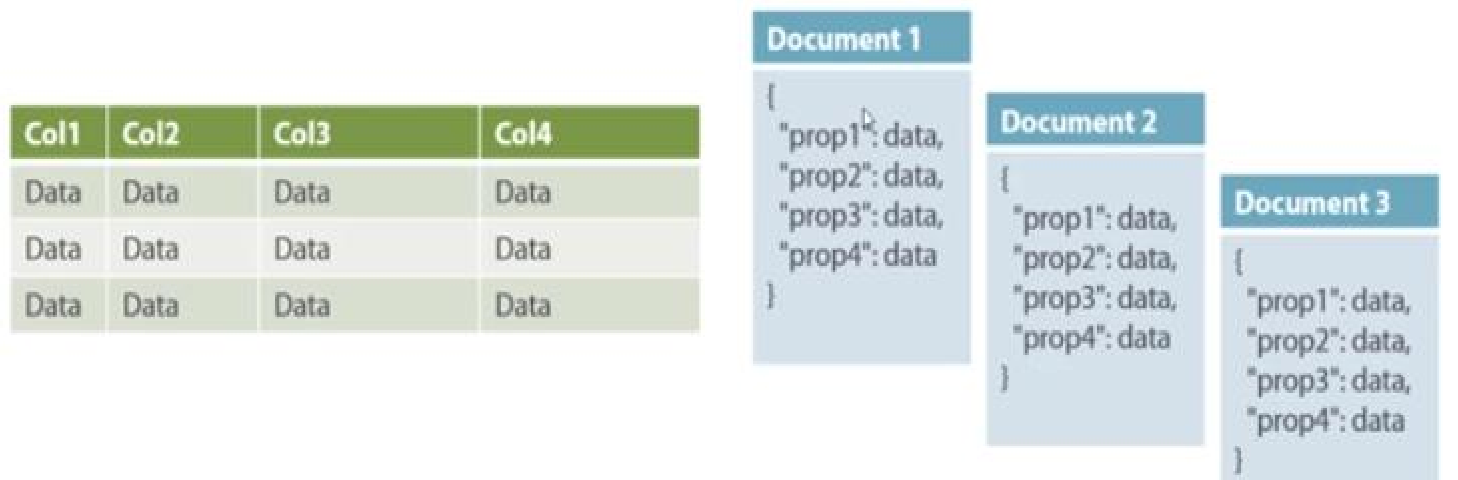 Col1 Col2 Col3 Col4
Data Data Data Data
Data Data Data Data
Data Data Data Data
Document 1
{
"prop1": data,
"prop2": data,
"prop3": data,
"prop4": data
}
Document 2
{
"prop1": data,
"prop2": data,
"prop3": data,
"prop4": data
}
Document 3
{
"prop1": data,
"prop2": data,
"prop3": data,
"prop4": data
}